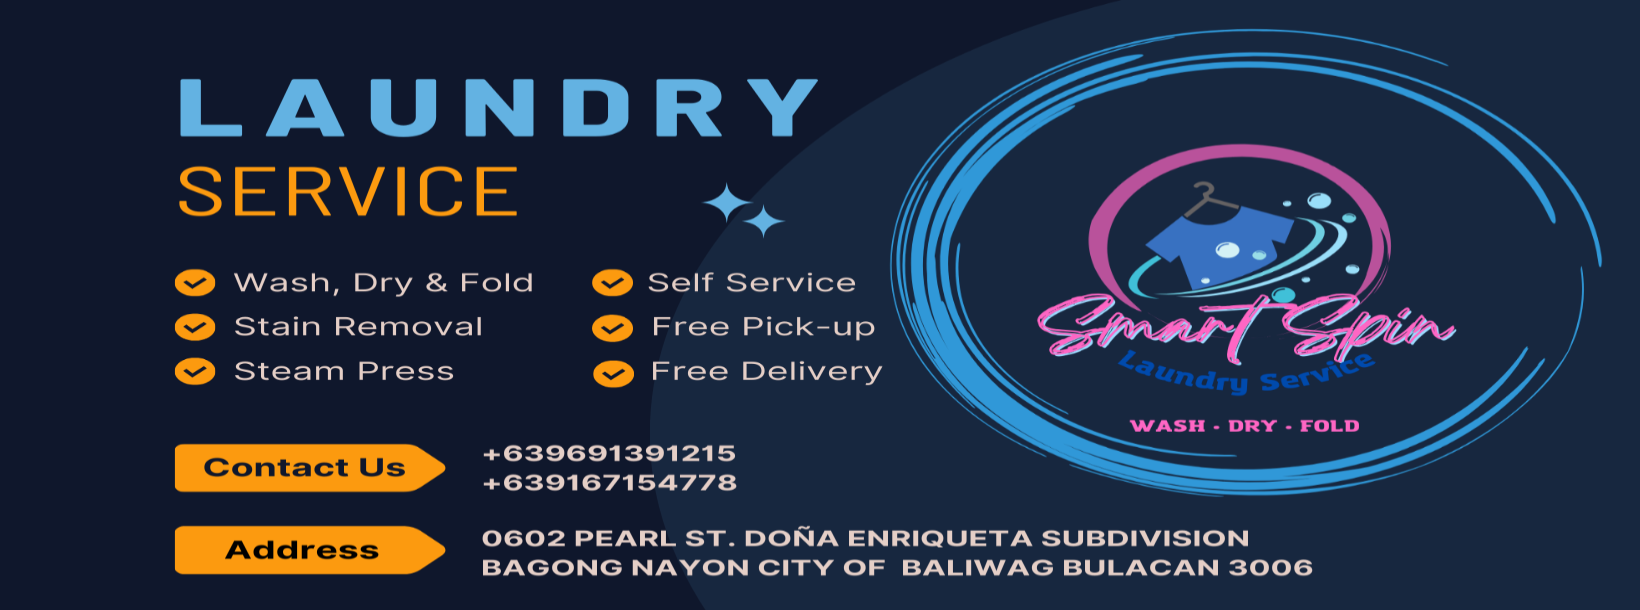 LAUNDRY
SERVICE
Wash, Dry & Fold
Stain Removal
Steam Press
Self Service
Free Pick-up
Free Delivery
Contact Us
+639691391215
+639167154778
Address
0602 PEARL ST. DOÑA ENRIQUETA SUBDIVISION
BAGONG NAYON CITY OF BALIWAG BULACAN 3006
Smart Spin
Laundry Service
WASH · DRY · FOLD